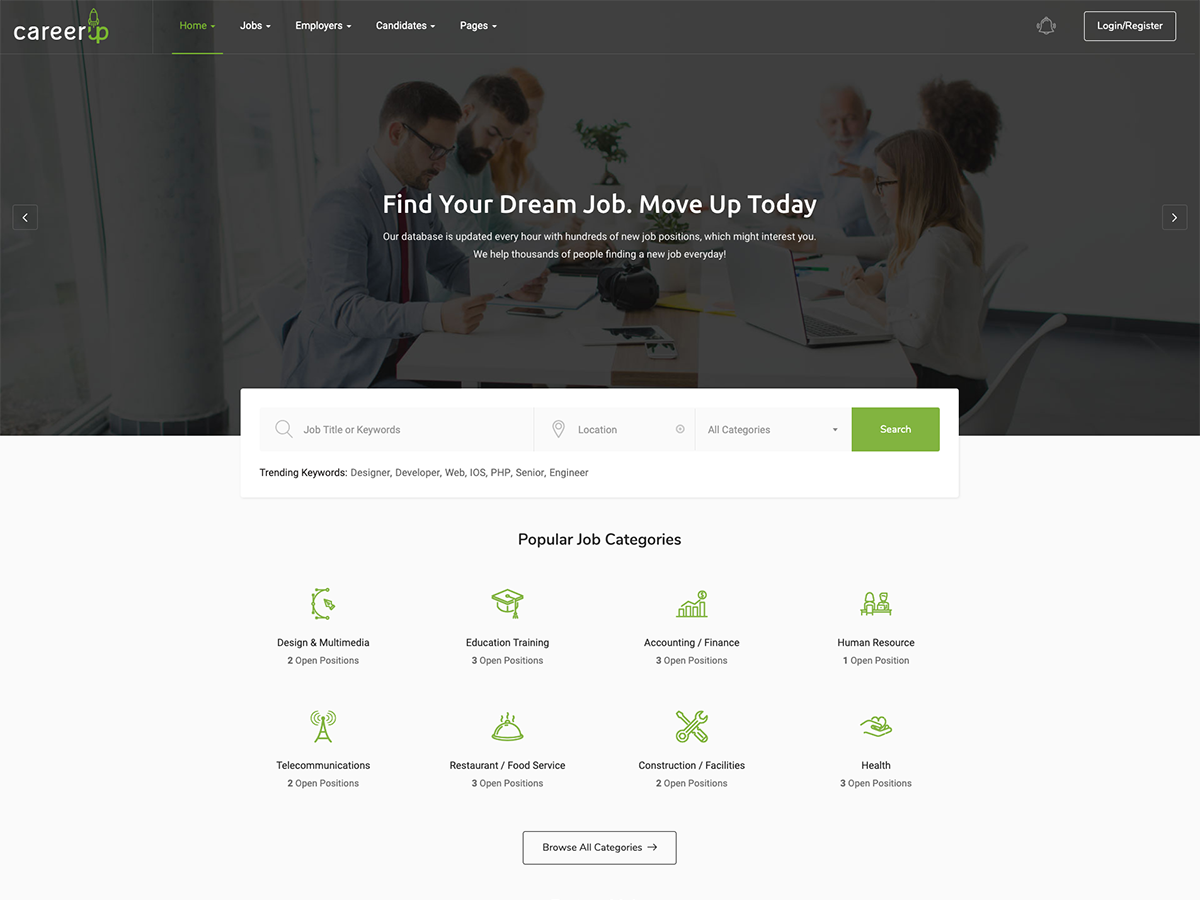 careerup
Home Jobs Employers Candidates Pages Login/Register
Find Your Dream Job. Move Up Today
Our database is updated every hour with hundreds of new job positions, which might interest you.
We help thousands of people finding a new job everyday!
Job Title or Keywords Location All Categories Search
Trending Keywords: Designer, Developer, Web, IOS, PHP, Senior, Engineer
Popular Job Categories
Design & Multimedia Education Training Accounting / Finance Human Resource
2 Open Positions 3 Open Positions 3 Open Positions 1 Open Position
Telecommunications Restaurant / Food Service Construction / Facilities Health
2 Open Positions 3 Open Positions 2 Open Positions 3 Open Positions
Browse All Categories →